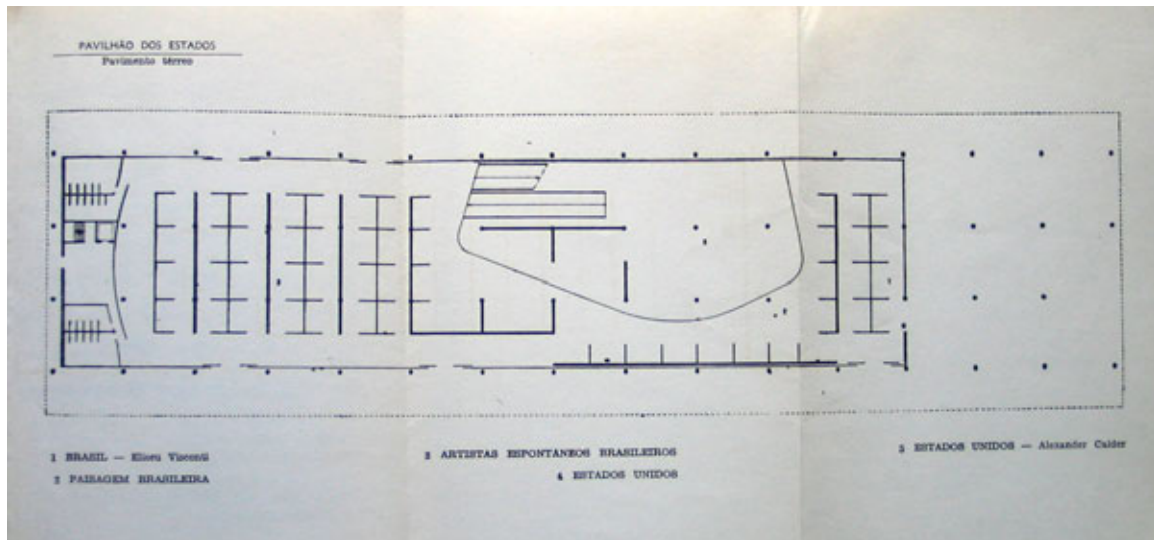 PAVILHÃO DOS ESTADOS
Pavimento térreo
1 BRASIL — Eliseu Visconti
2 PAISAGEM BRASILEIRA
3 ARTISTAS ESPONTÂNEOS BRASILEIROS
4 ESTADOS UNIDOS
5 ESTADOS UNIDOS — Alexander Calder